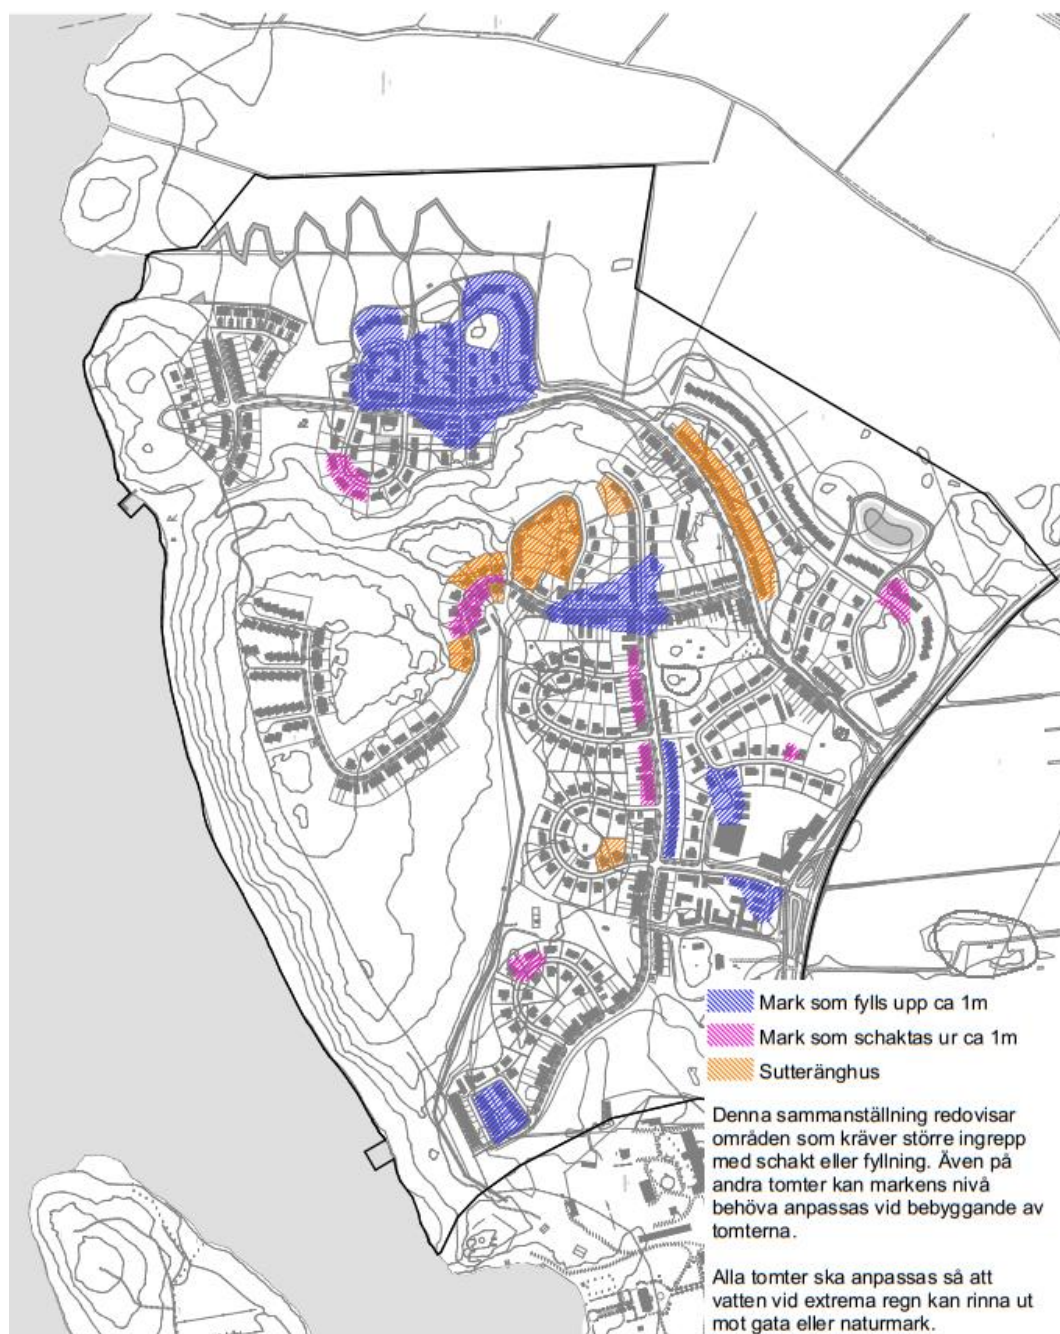 Mark som fylls upp ca 1m
Mark som schaktas ur ca 1m
Sutteränghus
Denna sammanställning redovisar
områden som kräver större ingrepp
med schakt eller fyllning. Även på
andra tomter kan markens nivå
behöva anpassas vid bebyggande av
tomterna.
Alla tomter ska anpassas så att
vatten vid extrema regn kan rinna ut
mot gata eller naturmark.